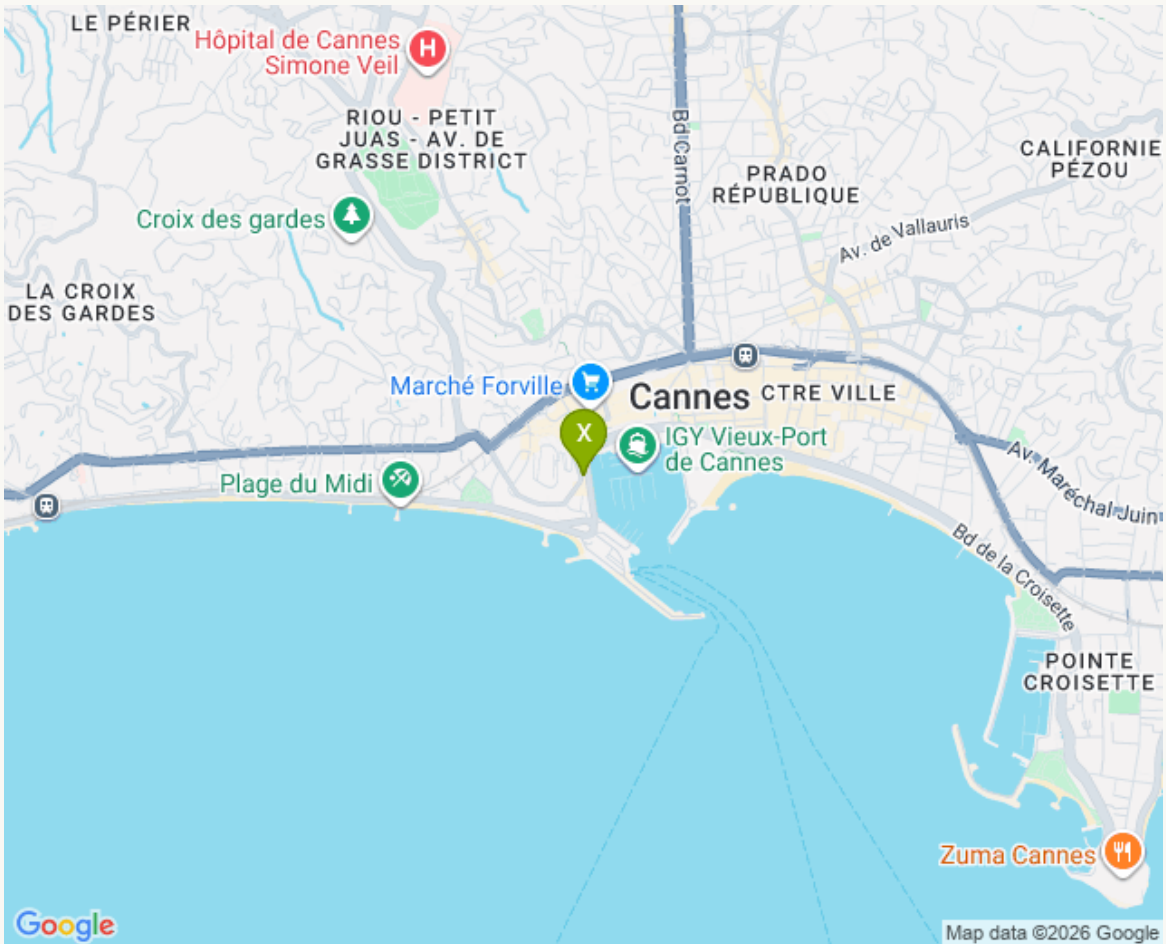 LE PÉRIER
Hôpital de Cannes
Simone Veil
H
RIOU - PETIT
JUAS - AV. DE
GRASSE DISTRICT
Bd Carnot
CALIFORNIE
PÉZOU
PRADO
RÉPUBLIQUE
Croix des gardes
Av. de Vallauris
LA CROIX
DES GARDES
Marché Forville
Cannes
CTRE VILLE
X
IGY Vieux-Port
de Cannes
Av. Maréchal Juin
Plage du Midi
Bd de la Croisette
POINTE
CROISETTE
Zuma Cannes
Google
Map data ©2026 Google